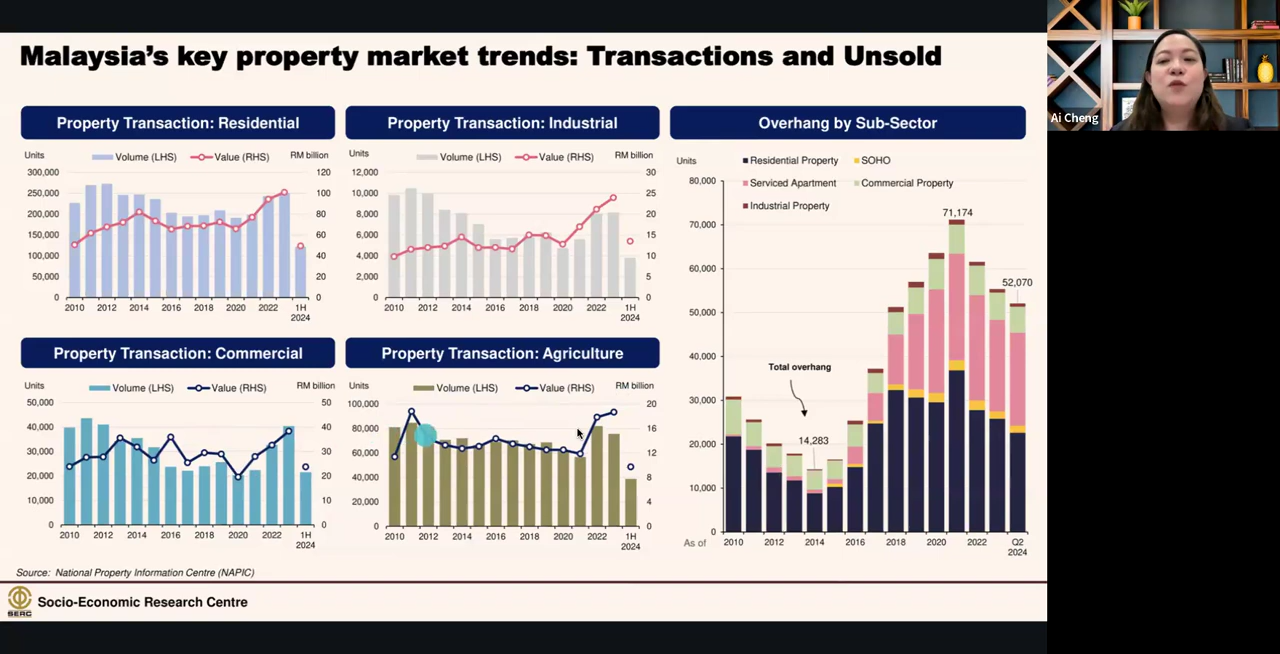 Malaysia's key property market trends: Transactions and Unsold
Ai Cheng
Property Transaction: Residential
Units
Volume (LHS)
Value (RHS)
RM billion
300,000
250,000
200,000
150,000
100,000
50,000
0
120
100
80
60
40
20
0
2010
2012
2014
2016
2018
2020
2022
1H
2024
Property Transaction: Industrial
Units
Volume (LHS)
Value (RHS)
RM billion
12,000
10,000
8,000
6,000
4,000
2,000
0
30
25
20
15
10
5
0
2010
2012
2014
2016
2018
2020
2022
1H
2024
Property Transaction: Commercial
Units
Volume (LHS)
Value (RHS)
RM billion
50,000
40,000
30,000
20,000
10,000
0
50
40
30
20
10
0
2010
2012
2014
2016
2018
2020
2022
1H
2024
Property Transaction: Agriculture
Units
Volume (LHS)
Value (RHS)
RM billion
100,000
80,000
60,000
40,000
20,000
0
20
16
12
8
4
0
2010
2012
2014
2016
2018
2020
2022
1H
2024
Overhang by Sub-Sector
Units
Residential Property
SOHO
Serviced Apartment
Commercial Property
Industrial Property
80,000
70,000
60,000
50,000
40,000
30,000
20,000
10,000
0
71,174
52,070
Total overhang
14,283
As of
2010
2012
2014
2016
2018
2020
2022
Q2
2024
Source: National Property Information Centre (NAPIC)
SERC
Socio-Economic Research Centre